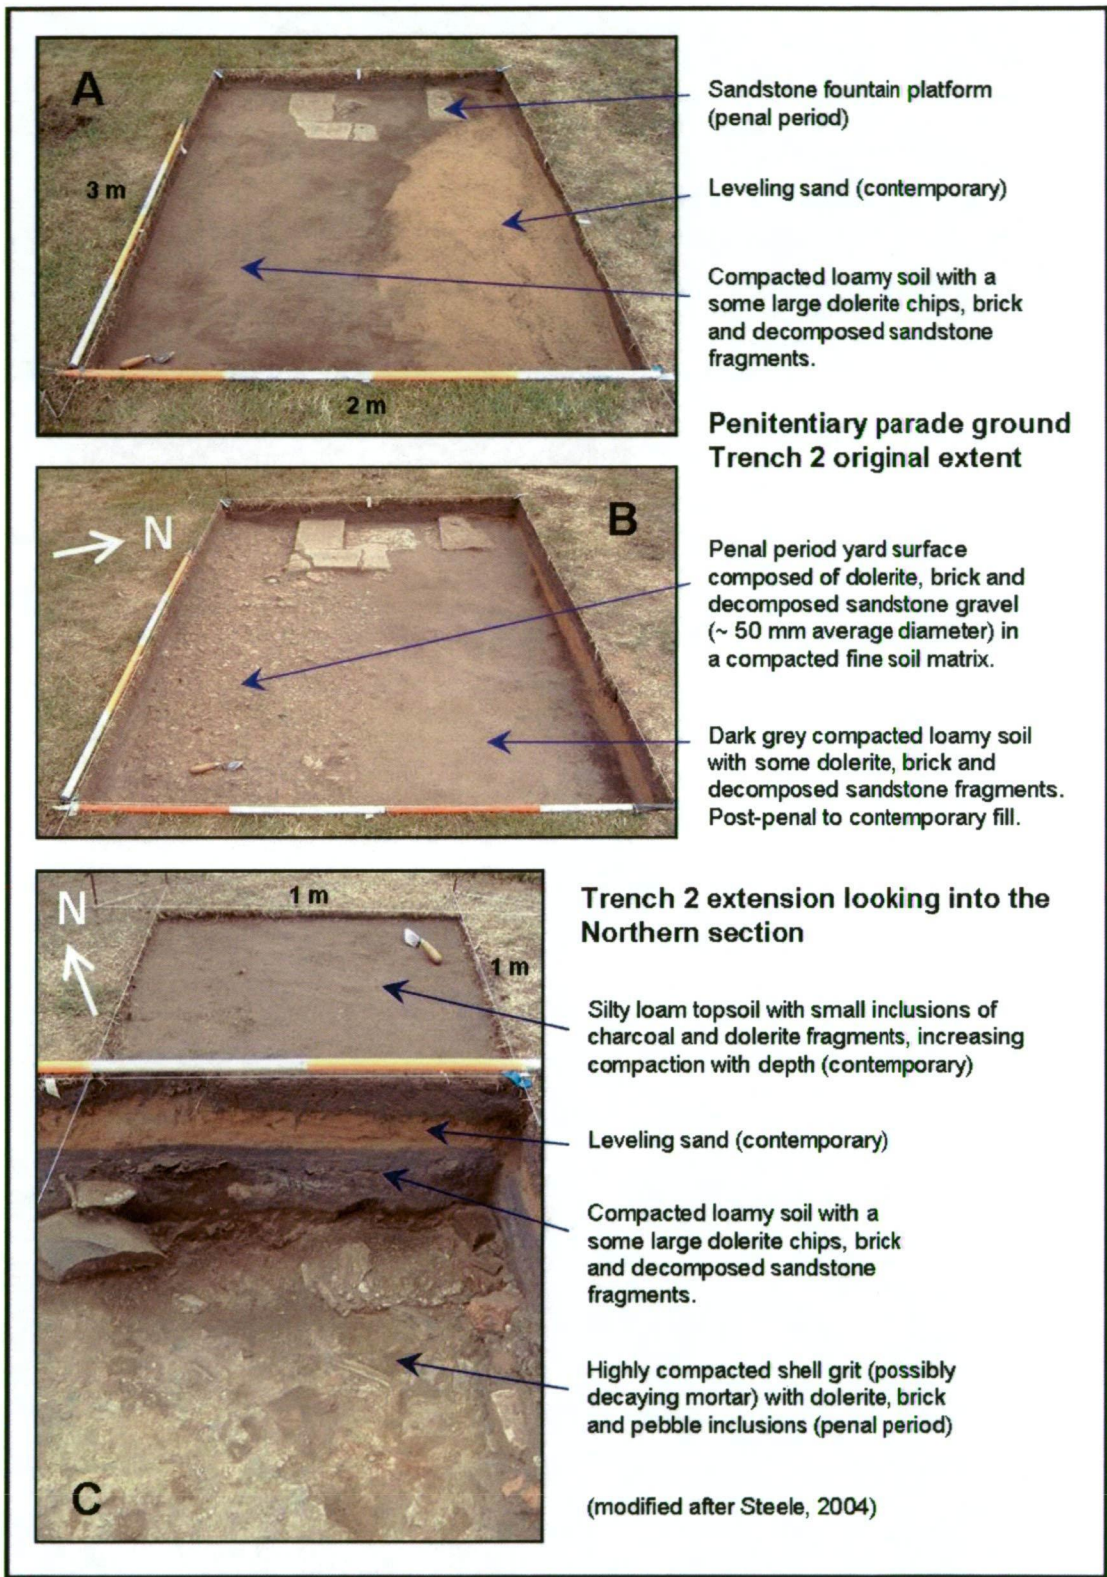 A
3 m
2 m
Sandstone fountain platform
(penal period)
Leveling sand (contemporary)
Compacted loamy soil with a
some large dolerite chips, brick
and decomposed sandstone
fragments.
Penitentiary parade ground
Trench 2 original extent
N
B
Penal period yard surface
composed of dolerite, brick and
decomposed sandstone gravel
(~ 50 mm average diameter) in
a compacted fine soil matrix.
Dark grey compacted loamy soil
with some dolerite, brick and
decomposed sandstone fragments.
Post-penal to contemporary fill.
N
1 m
1 m
Trench 2 extension looking into the
Northern section
Silty loam topsoil with small inclusions of
charcoal and dolerite fragments, increasing
compaction with depth (contemporary)
Leveling sand (contemporary)
Compacted loamy soil with a
some large dolerite chips, brick
and decomposed sandstone
fragments.
Highly compacted shell grit (possibly
decaying mortar) with dolerite, brick
and pebble inclusions (penal period)
C
(modified after Steele, 2004)